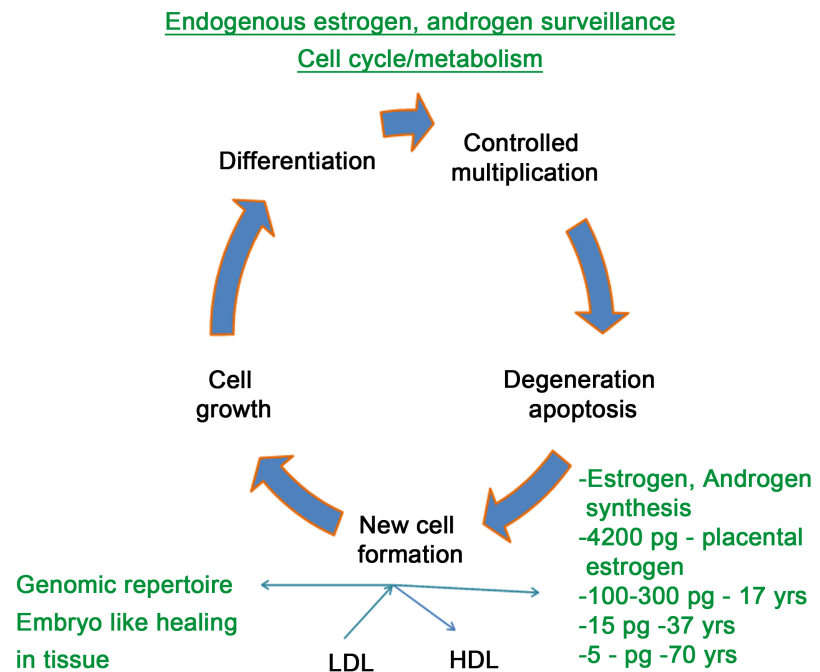 Endogenous estrogen, androgen surveillance
Cell cycle/metabolism
Differentiation
Controlled
multiplication
Cell
growth
Degeneration
apoptosis
New cell
formation
-Estrogen, Androgen
synthesis
-4200 pg - placental
estrogen
-100-300 pg - 17 yrs
-15 pg -37 yrs
-5 - pg -70 yrs
Genomic repertoire
Embryo like healing
in tissue
LDL
HDL